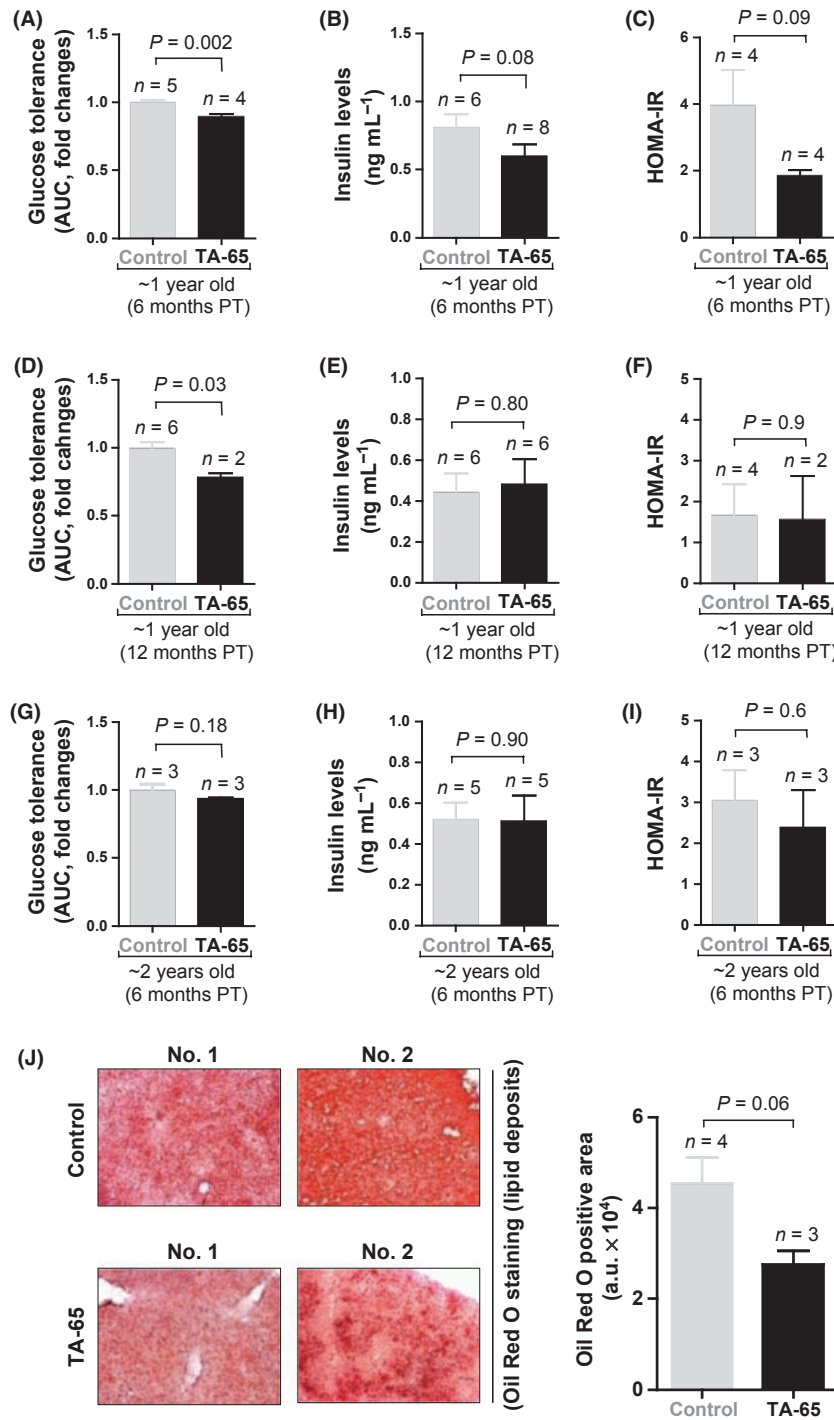 (A)
Glucose tolerance
(AUC, fold changes)
1.5
1.0
0.5
0.0
P = 0.002
n = 5
n = 4
Control TA-65
~1 year old
(6 months PT)
(B)
Insulin levels
(ng mL⁻¹)
1.5
1.0
0.5
0.0
P = 0.08
n = 6
n = 8
Control TA-65
~1 year old
(6 months PT)
(C)
HOMA-IR
6
4
2
0
P = 0.09
n = 4
n = 4
Control TA-65
~1 year old
(6 months PT)
(D)
Glucose tolerance
(AUC, fold cahnges)
1.5
1.0
0.5
0.0
P = 0.03
n = 6
n = 2
Control TA-65
~1 year old
(12 months PT)
(E)
Insulin levels
(ng mL⁻¹)
1.0
0.8
0.6
0.4
0.2
0.0
P = 0.80
n = 6
n = 6
Control TA-65
~1 year old
(12 months PT)
(F)
HOMA-IR
5
4
3
2
1
0
P = 0.9
n = 4
n = 2
Control TA-65
~1 year old
(12 months PT)
(G)
Glucose tolerance
(AUC, fold changes)
1.5
1.0
0.5
0.0
P = 0.18
n = 3
n = 3
Control TA-65
~2 years old
(6 months PT)
(H)
Insulin levels
(ng mL⁻¹)
1.0
0.8
0.6
0.4
0.2
0.0
P = 0.90
n = 5
n = 5
Control TA-65
~2 years old
(6 months PT)
(I)
HOMA-IR
5
4
3
2
1
0
P = 0.6
n = 3
n = 3
Control TA-65
~2 years old
(6 months PT)
(J)
No. 1
No. 2
Control
No. 1
No. 2
TA-65
(Oil Red O staining (lipid deposits)
Oil Red O positive area
(a.u. × 10⁴)
6
4
2
0
P = 0.06
n = 4
n = 3
Control TA-65